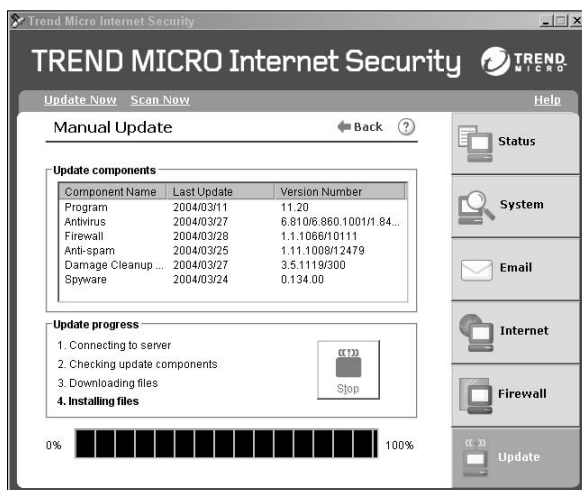 Trend Micro Internet Security
TREND MICRO Internet Security
TREND MICRO
Update Now Scan Now Help
Manual Update Back ?
Update components
Component Name Last Update Version Number
Program 2004/03/11 11.20
Antivirus 2004/03/27 6.810/6.860.1001/1.84...
Firewall 2004/03/28 1.1.1066/10111
Anti-spam 2004/03/25 1.11.1008/12479
Damage Cleanup ... 2004/03/27 3.5.1119/300
Spyware 2004/03/24 0.134.00
Update progress
1. Connecting to server
2. Checking update components
3. Downloading files
4. Installing files
Stop
0% 100%
Status
System
Email
Internet
Firewall
Update